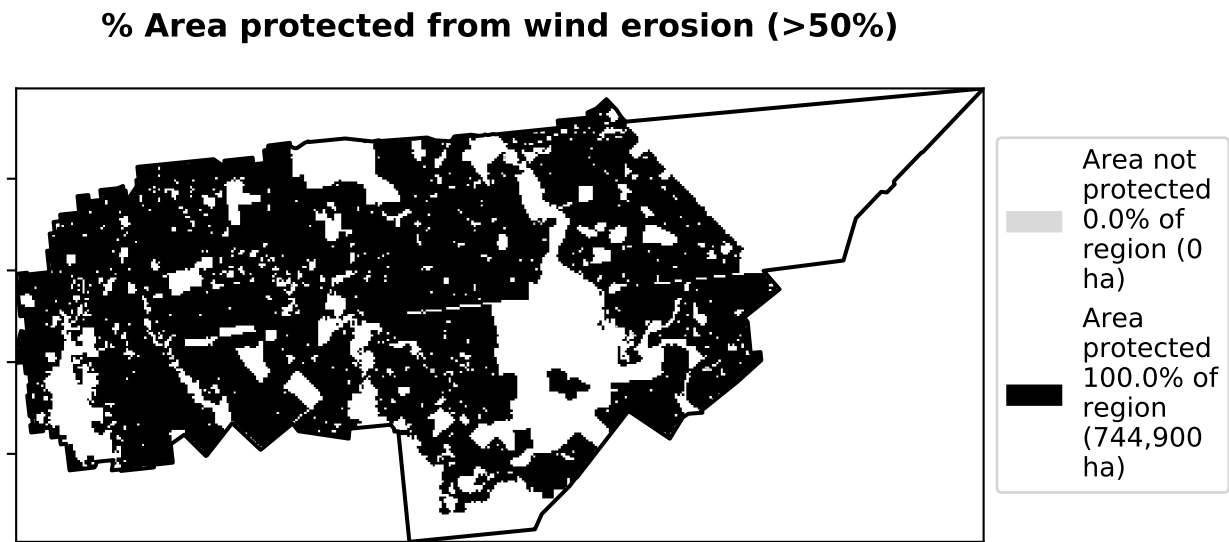 % Area protected from wind erosion (>50%)
Area not
protected
0.0% of
region (0
ha)
Area
protected
100.0% of
region
(744,900
ha)